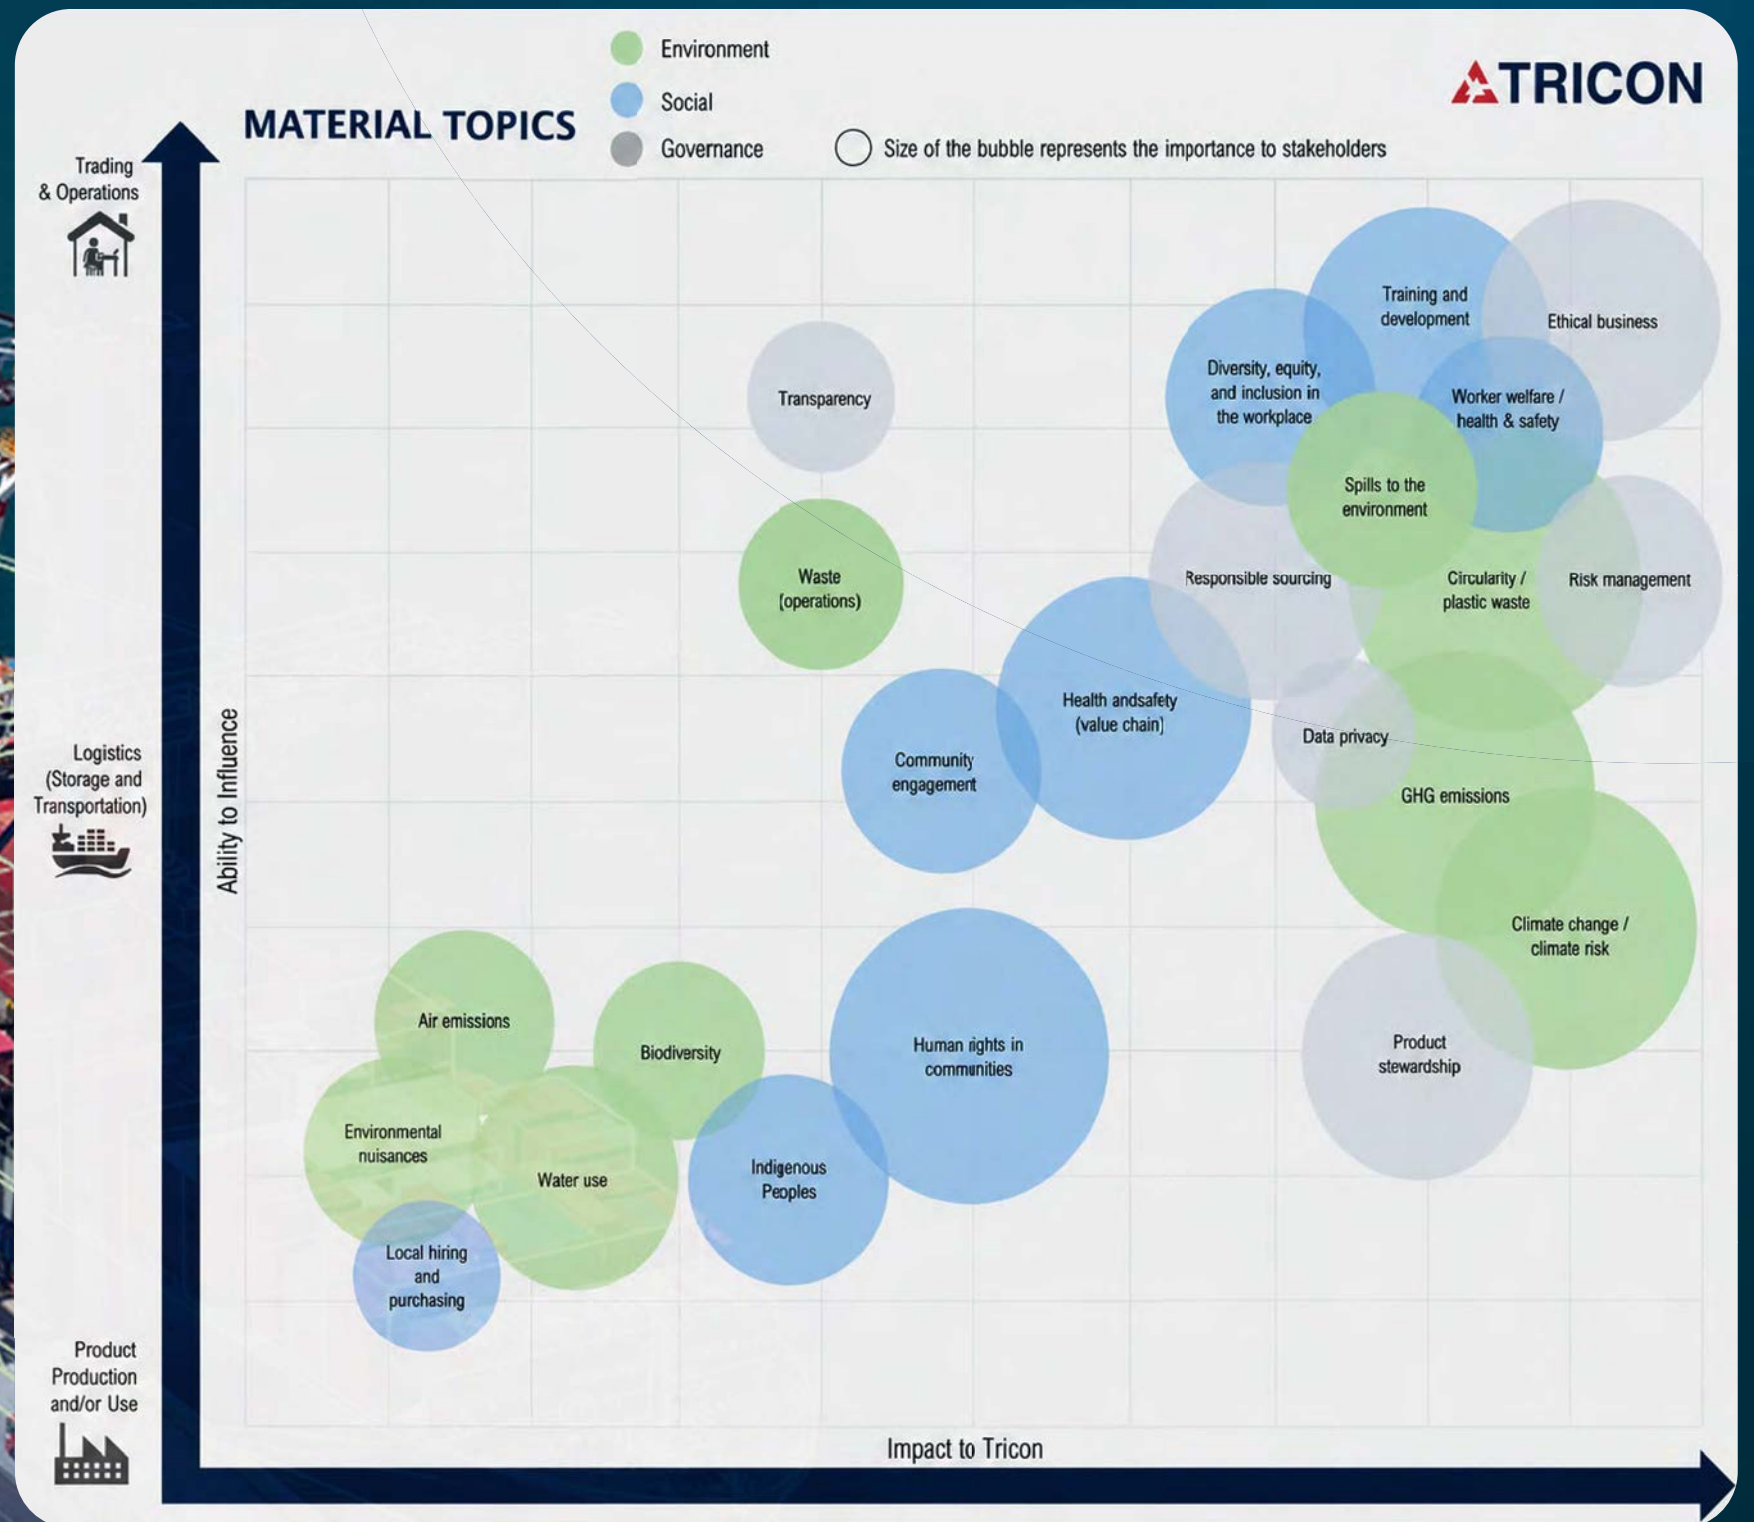 Environment
Social
Governance
MATERIAL TOPICS
Size of the bubble represents the importance to stakeholders
TRICON
Trading
& Operations
Logistics
(Storage and
Transportation)
Product
Production
and/or Use
Ability to Influence
Training and
development
Ethical business
Diversity, equity,
and inclusion in
the workplace
Worker welfare /
health & safety
Transparency
Spills to the
environment
Waste
(operations)
Responsible sourcing
Circularity /
plastic waste
Risk management
Health andsafety
(value chain)
Data privacy
Community
engagement
GHG emissions
Climate change /
climate risk
Air emissions
Biodiversity
Human rights in
communities
Product
stewardship
Environmental
nuisances
Water use
Indigenous
Peoples
Local hiring
and
purchasing
Impact to Tricon